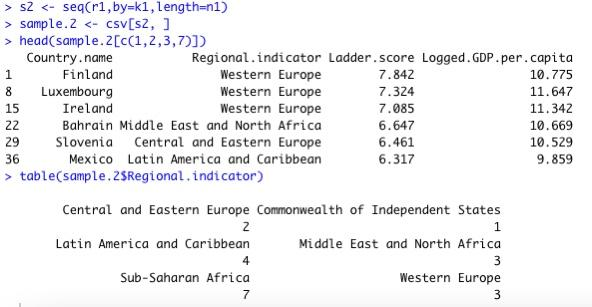 > s2 <- seq(r1,by=k1,length=n1)
> sample.2 <- csv[s2, ]
> head(sample.2[c(1,2,3,7)])
Country.name Regional.indicator Ladder.score Logged.GDP.per.capita
1 Finland Western Europe 7.842 10.775
8 Luxembourg Western Europe 7.324 11.647
15 Ireland Western Europe 7.085 11.342
22 Bahrain Middle East and North Africa 6.647 10.669
29 Slovenia Central and Eastern Europe 6.461 10.529
36 Mexico Latin America and Caribbean 6.317 9.859
> table(sample.2$Regional.indicator)
Central and Eastern Europe Commonwealth of Independent States
2 1
Latin America and Caribbean Middle East and North Africa
4 3
Sub-Saharan Africa Western Europe
7 3